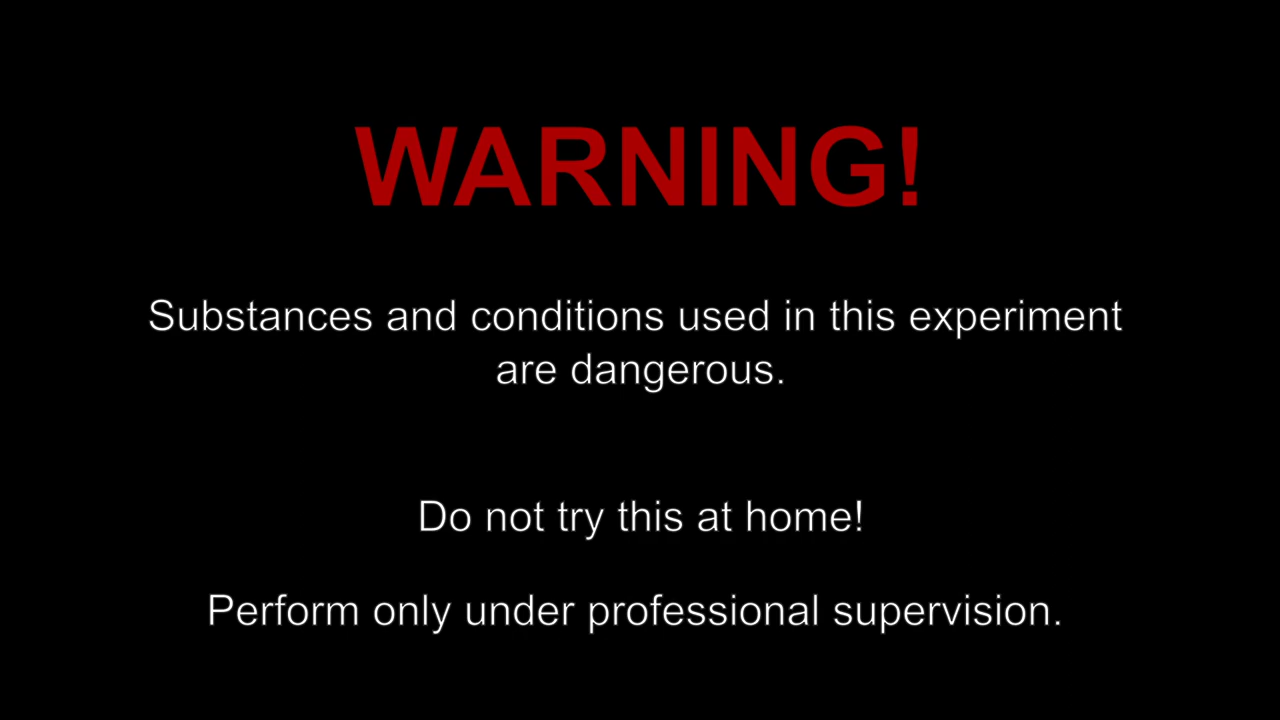 WARNING!
Substances and conditions used in this experiment
are dangerous.
Do not try this at home!
Perform only under professional supervision.